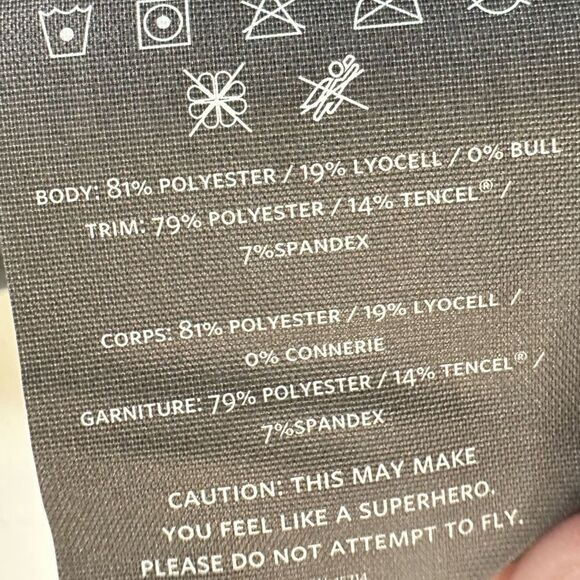 BODY: 81% POLYESTER / 19% LYOCELL / 0% BULL
TRIM: 79% POLYESTER / 14% TENCEL® /
7%SPANDEX
CORPS: 81% POLYESTER / 19% LYOCELL /
0% CONNERIE
GARNITURE: 79% POLYESTER / 14% TENCEL® /
7%SPANDEX
CAUTION: THIS MAY MAKE
YOU FEEL LIKE A SUPERHERO.
PLEASE DO NOT ATTEMPT TO FLY.